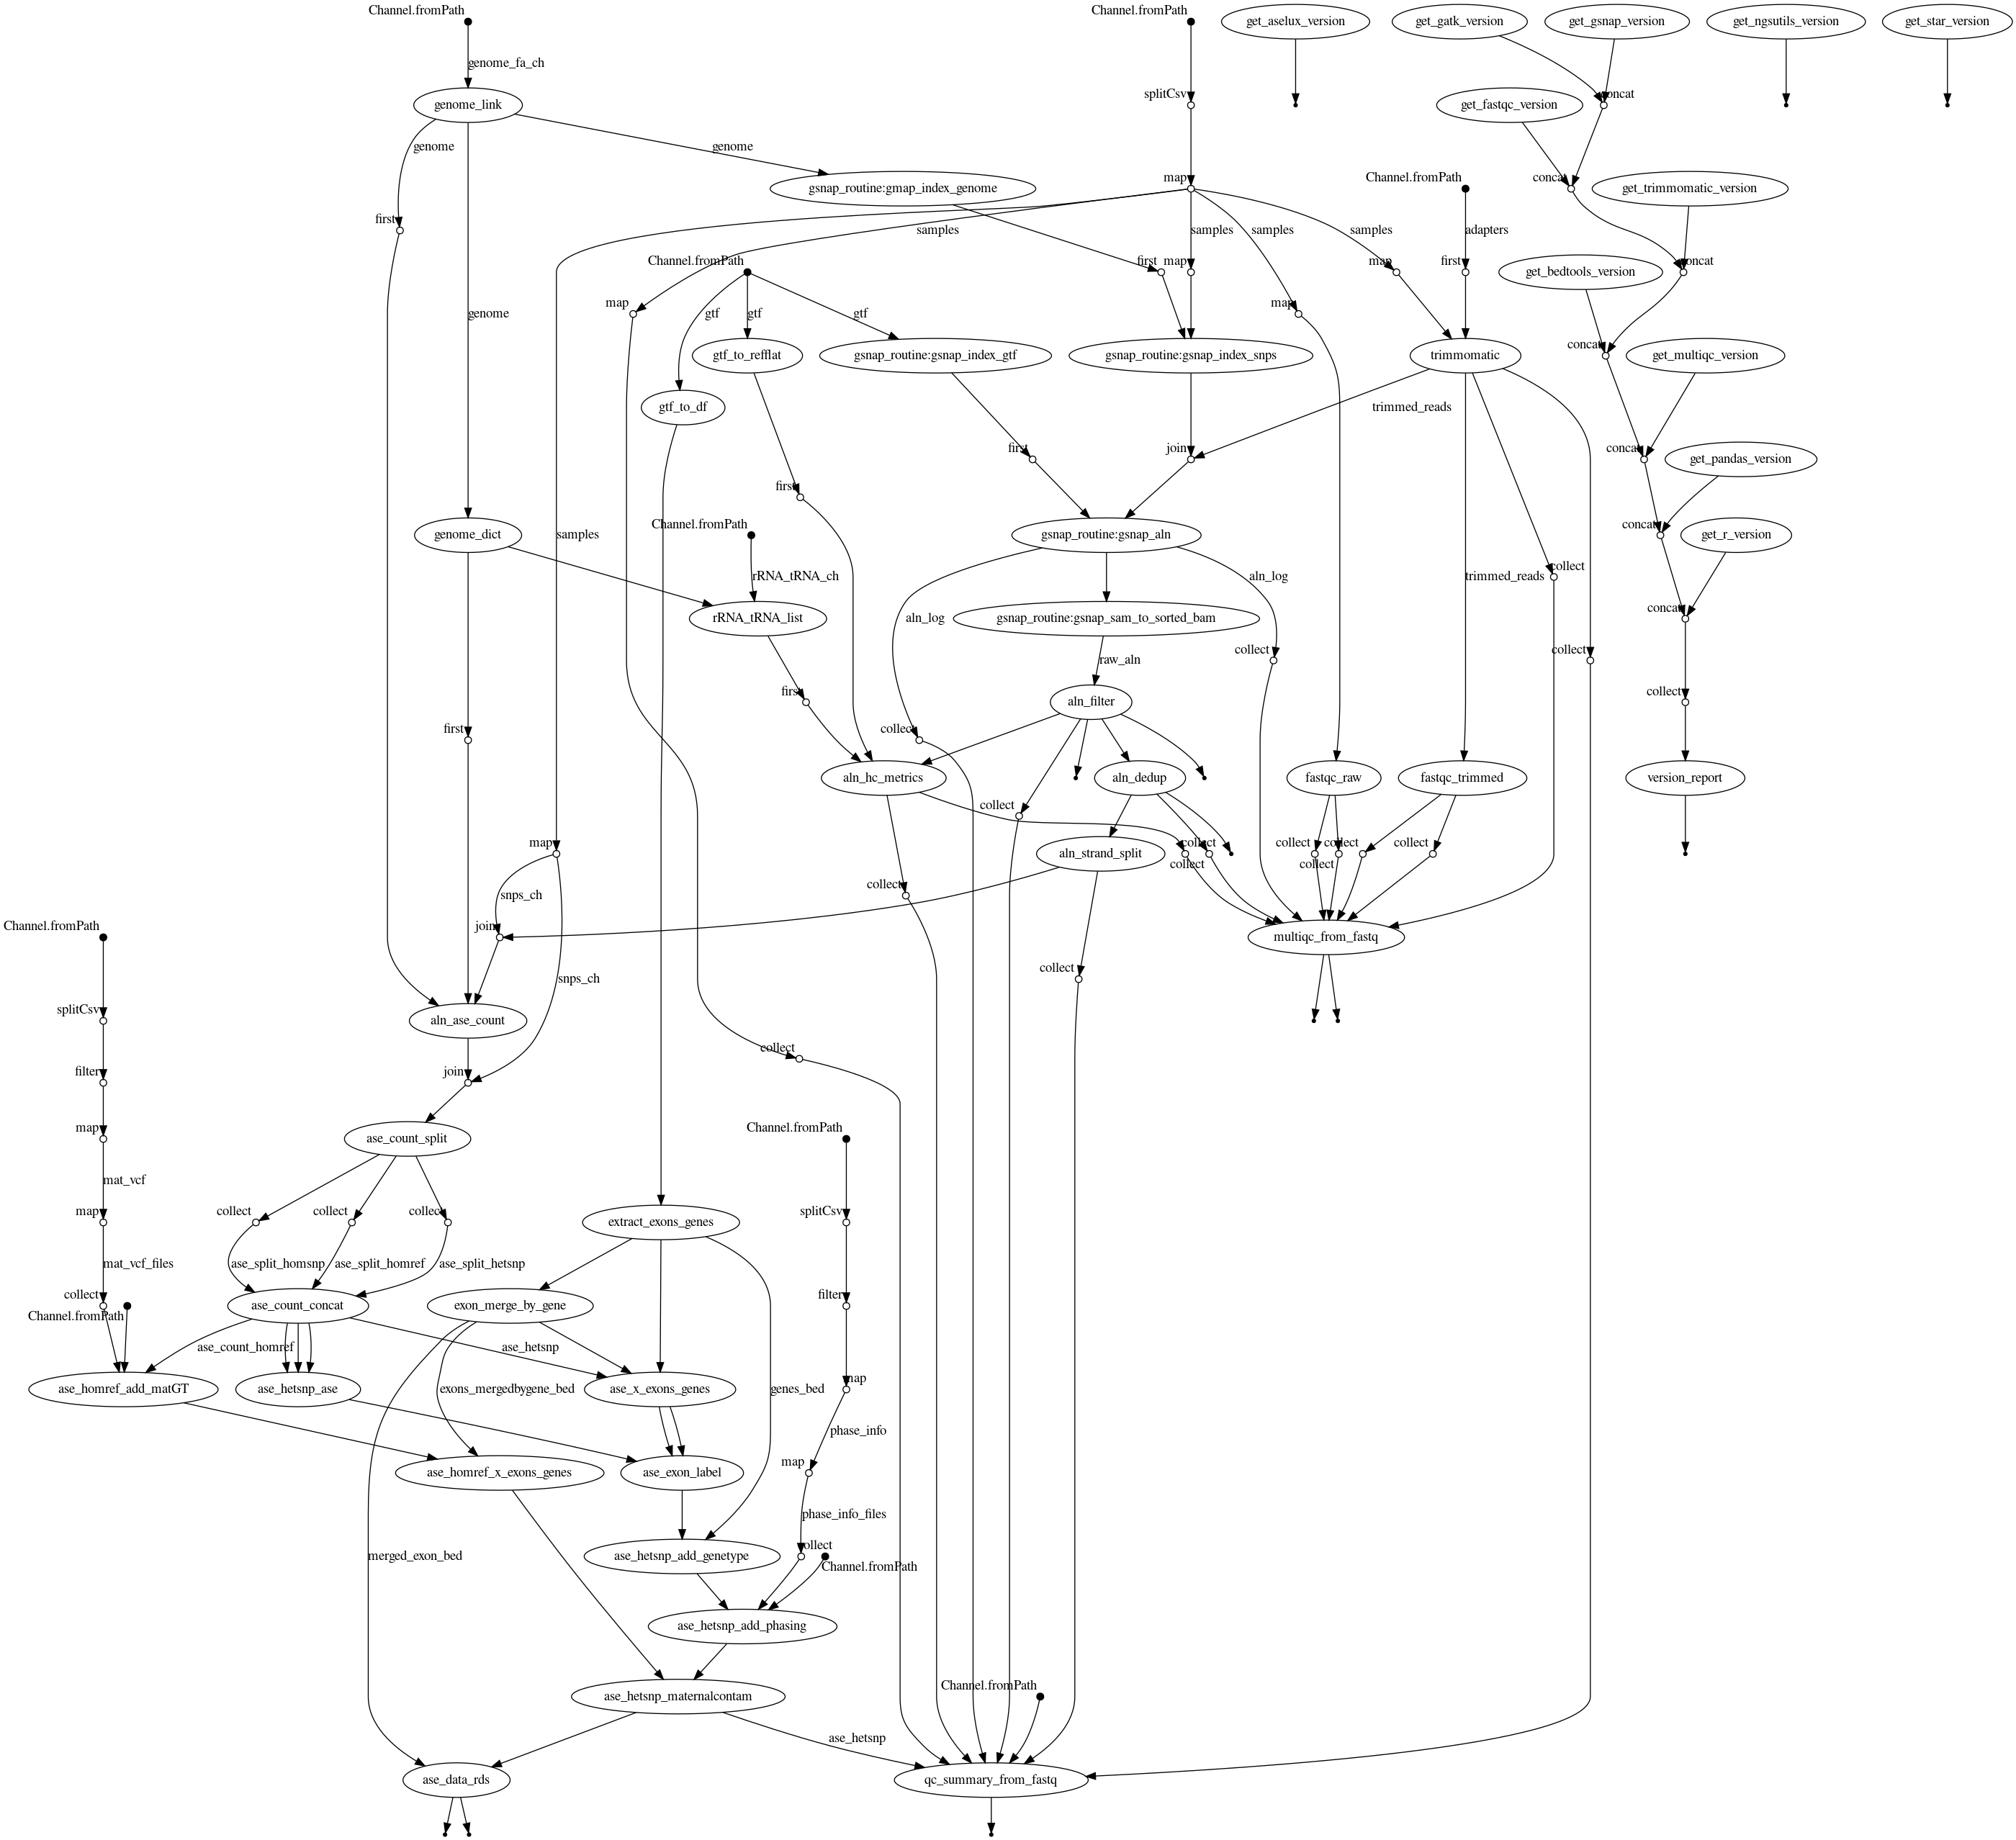 Channel.fromPath
Channel.fromPath
get_aselux_version
get_gatk_version
get_gsnap_version
get_ngsutils_version
get_star_version
genome_fa_ch
genome_link
splitCsv
get_fastqc_version
concat
genome
genome
gsnap_routine:gmap_index_genome
map
Channel.fromPath
concat
get_trimmomatic_version
first
samples
samples
samples
samples
adapters
Channel.fromPath
first
map
map
first
get_bedtools_version
concat
genome
map
gtf
gtf
gtf
map
gtf_to_refflat
gsnap_routine:gsnap_index_gtf
gsnap_routine:gsnap_index_snps
trimmomatic
concat
get_multiqc_version
gtf_to_df
trimmed_reads
first
join
concat
get_pandas_version
first
genome_dict
samples
Channel.fromPath
gsnap_routine:gsnap_aln
concat
get_r_version
rRNA_tRNA_ch
aln_log
trimmed_reads
collect
rRNA_tRNA_list
aln_log
gsnap_routine:gsnap_sam_to_sorted_bam
concat
raw_aln
collect
collect
first
aln_filter
collect
first
collect
aln_hc_metrics
aln_dedup
fastqc_raw
fastqc_trimmed
version_report
collect
map
aln_strand_split
collect
collect
collect
collect
collect
collect
snps_ch
collect
Channel.fromPath
join
multiqc_from_fastq
collect
snps_ch
splitCsv
aln_ase_count
collect
filter
join
map
ase_count_split
Channel.fromPath
mat_vcf
map
collect
collect
collect
extract_exons_genes
splitCsv
mat_vcf_files
ase_split_homsnp
ase_split_homref
ase_split_hetsnp
collect
Channel.fromPath
ase_count_concat
exon_merge_by_gene
filter
ase_count_homref
ase_hetsnp
ase_homref_add_matGT
ase_hetsnp_ase
exons_mergedbygene_bed
ase_x_exons_genes
genes_bed
map
phase_info
ase_homref_x_exons_genes
ase_exon_label
map
phase_info_files
merged_exon_bed
ase_hetsnp_add_genetype
collect
Channel.fromPath
ase_hetsnp_add_phasing
Channel.fromPath
ase_hetsnp_maternalcontam
ase_hetsnp
ase_data_rds
qc_summary_from_fastq